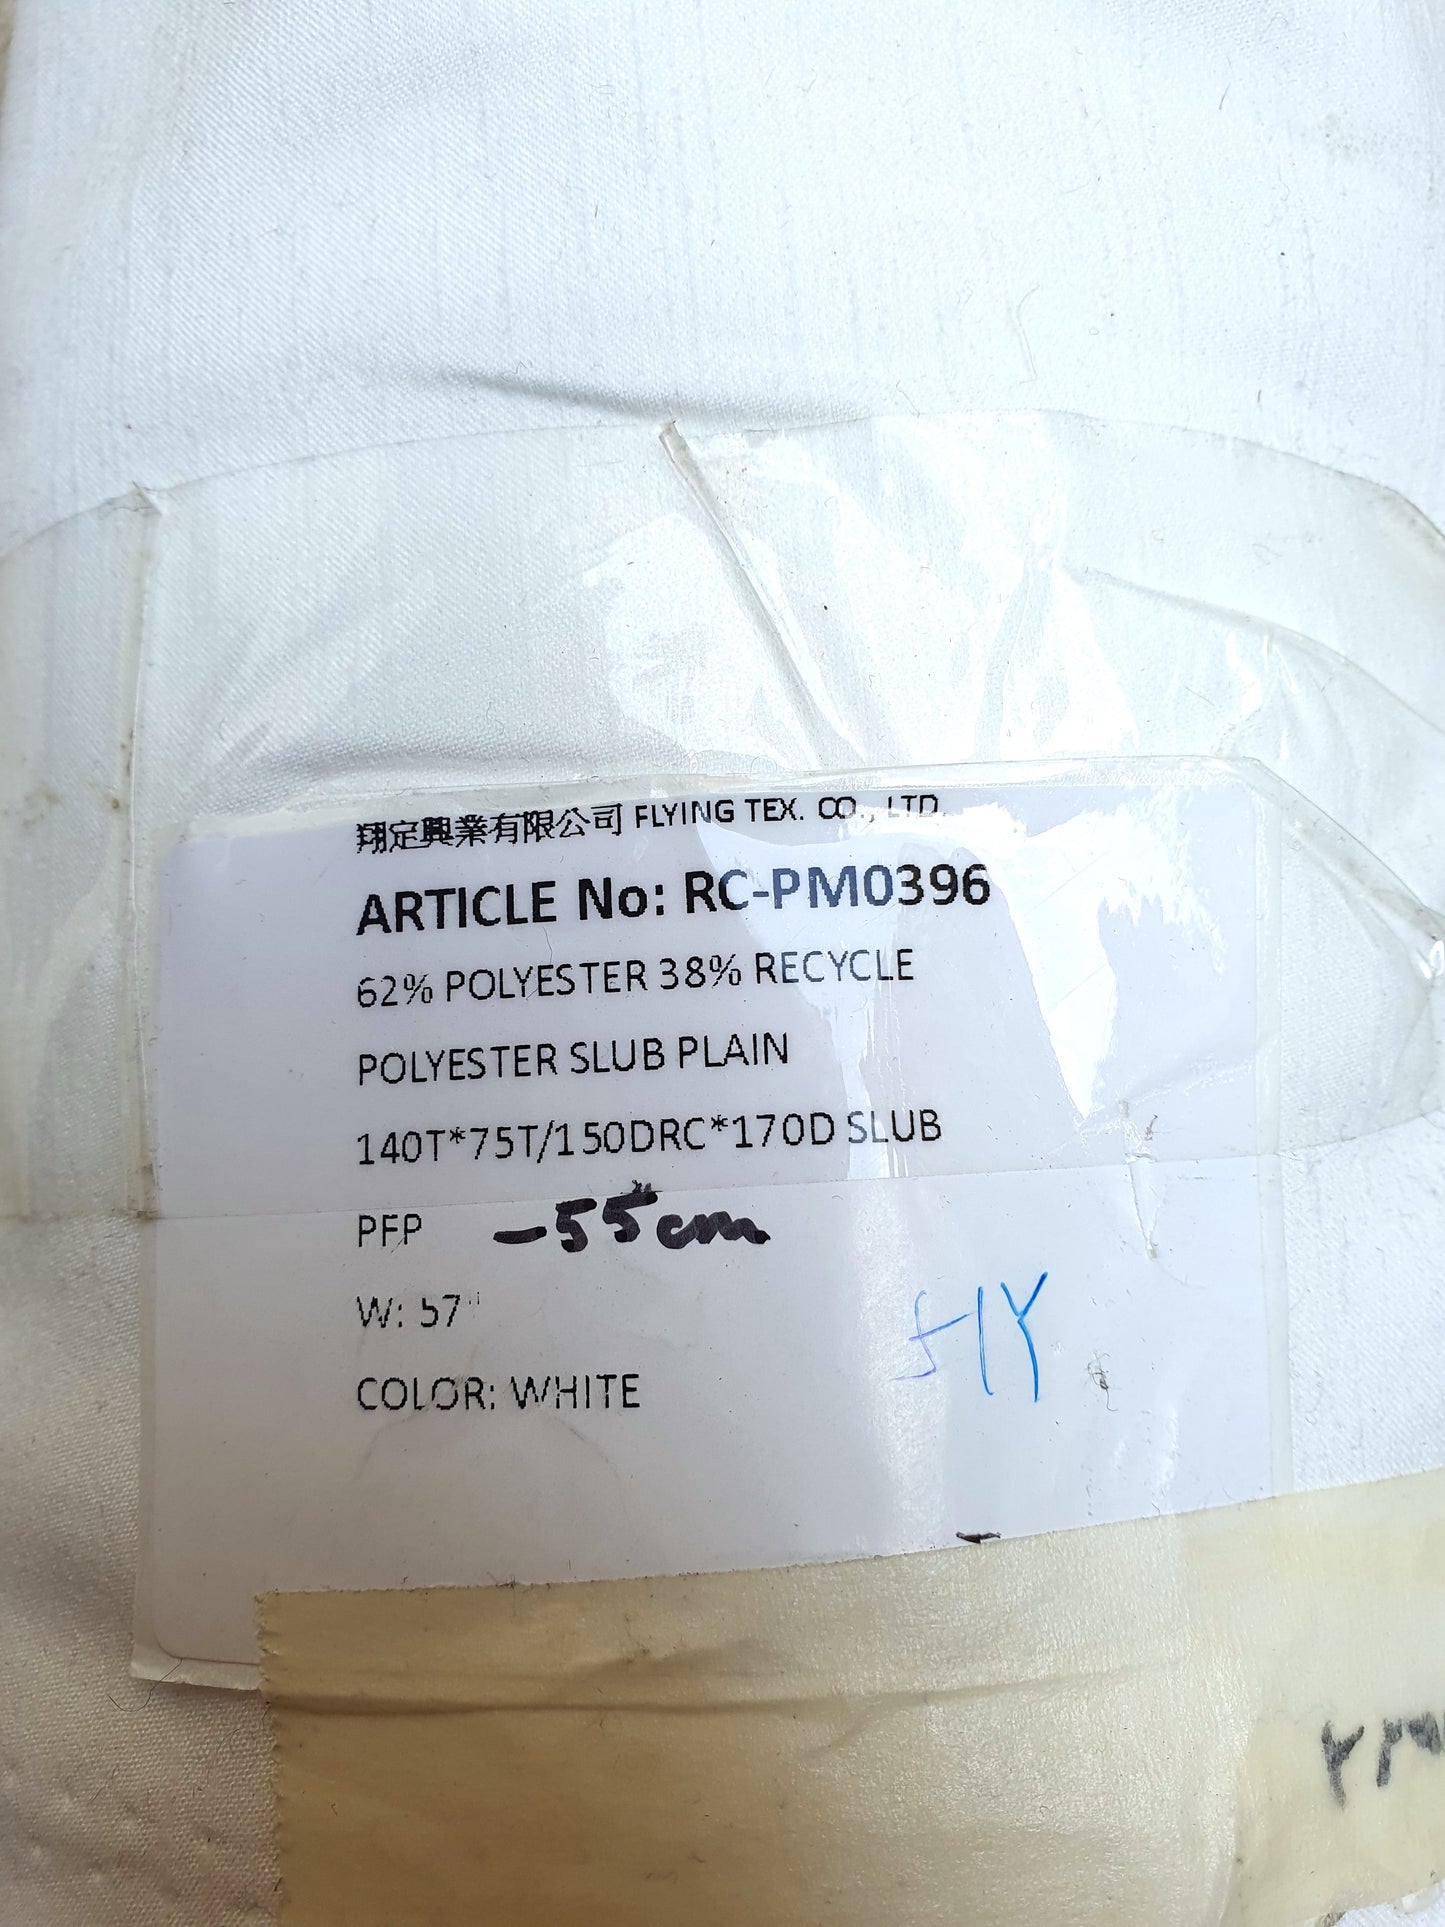 翔定興業有限公司 FLYING TEX. CO., LTD.
ARTICLE No: RC-PM0396
62% POLYESTER 38% RECYCLE
POLYESTER SLUB PLAIN
140T*75T/150DRC*170D SLUB
PFP -55cm
W: 57"
COLOR: WHITE